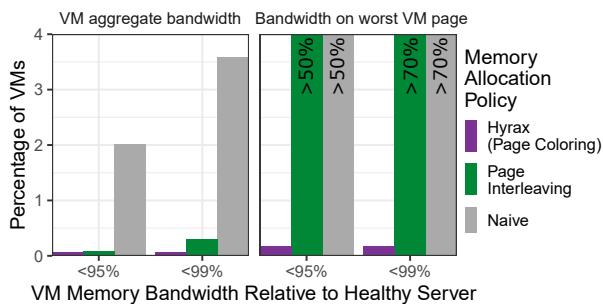 VM aggregate bandwidth
Bandwidth on worst VM page
Percentage of VMs
4
3
2
1
0
>50%
>50%
>70%
>70%
<95%
<99%
<95%
<99%
VM Memory Bandwidth Relative to Healthy Server
Memory
Allocation
Policy
Hyrax
(Page Coloring)
Page
Interleaving
Naive